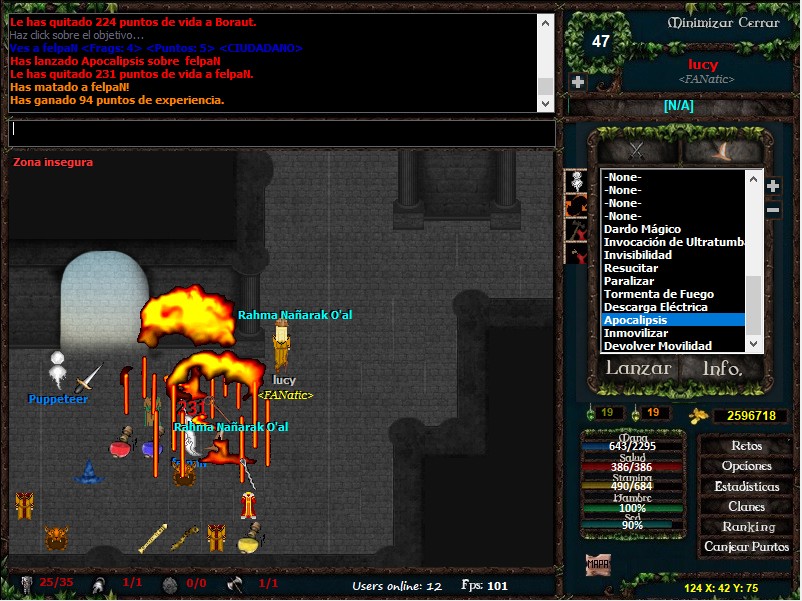 Le has quitado 224 puntos de vida a Boraut.
Haz click sobre el objetivo...
Ves a felpaN <Frags: 4> <Puntos: 5> <CIUDADANO>
Has lanzado Apocalipsis sobre felpaN
Le has quitado 231 puntos de vida a felpaN.
Has matado a felpaN!
Has ganado 94 puntos de experiencia.
Zona insegura
Rahma Nañarak O'al
lucy
<FANatic>
Puppeteer
231
Rahma Nañarak O'al
25/35
1/1
0/0
1/1
Users online: 12
Fps: 101
Minimizar Cerrar
47
lucy
<FANatic>
[N/A]
-None-
-None-
-None-
-None-
Dardo Mágico
Invocación de Ultratumb
Invisibilidad
Resucitar
Paralizar
Tormenta de Fuego
Descarga Eléctrica
Apocalipsis
Inmovilizar
Devolver Movilidad
Lanzar
Info.
19
19
2596718
Mana
643/2295
Salud
386/386
Stamina
490/684
Hambre
100%
Sed
90%
Retos
Opciones
Estadísticas
Clanes
Ranking
Canjear Puntos
MAPA
124 X: 42 Y: 75